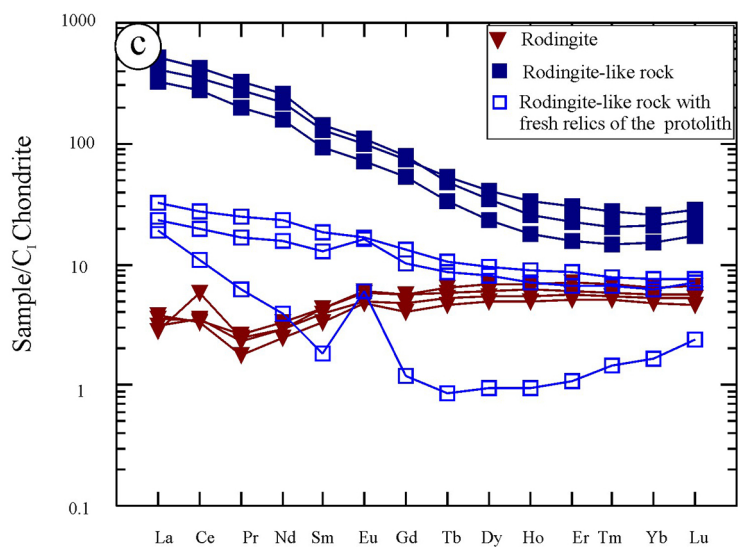 1000
100
10
1
0.1
Sample/C₁ Chondrite
c
Rodingite
Rodingite-like rock
Rodingite-like rock with
fresh relics of the protolith
La Ce Pr Nd Sm Eu Gd Tb Dy Ho Er Tm Yb Lu